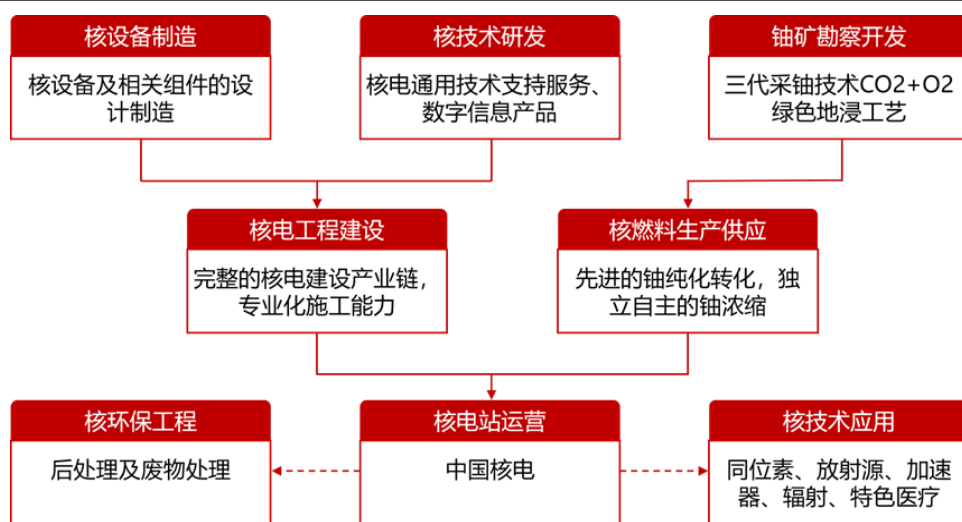 核设备制造
核设备及相关组件的设
计制造
核技术研发
核电通用技术支持服务、
数字信息产品
铀矿勘察开发
三代采铀技术CO2+O2
绿色地浸工艺
核电工程建设
完整的核电建设产业链,
专业化施工能力
核燃料生产供应
先进的铀纯化转化，独
立自主的铀浓缩
核环保工程
后处理及废物处理
核电站运营
中国核电
核技术应用
同位素、放射源、加速
器、辐射、特色医疗